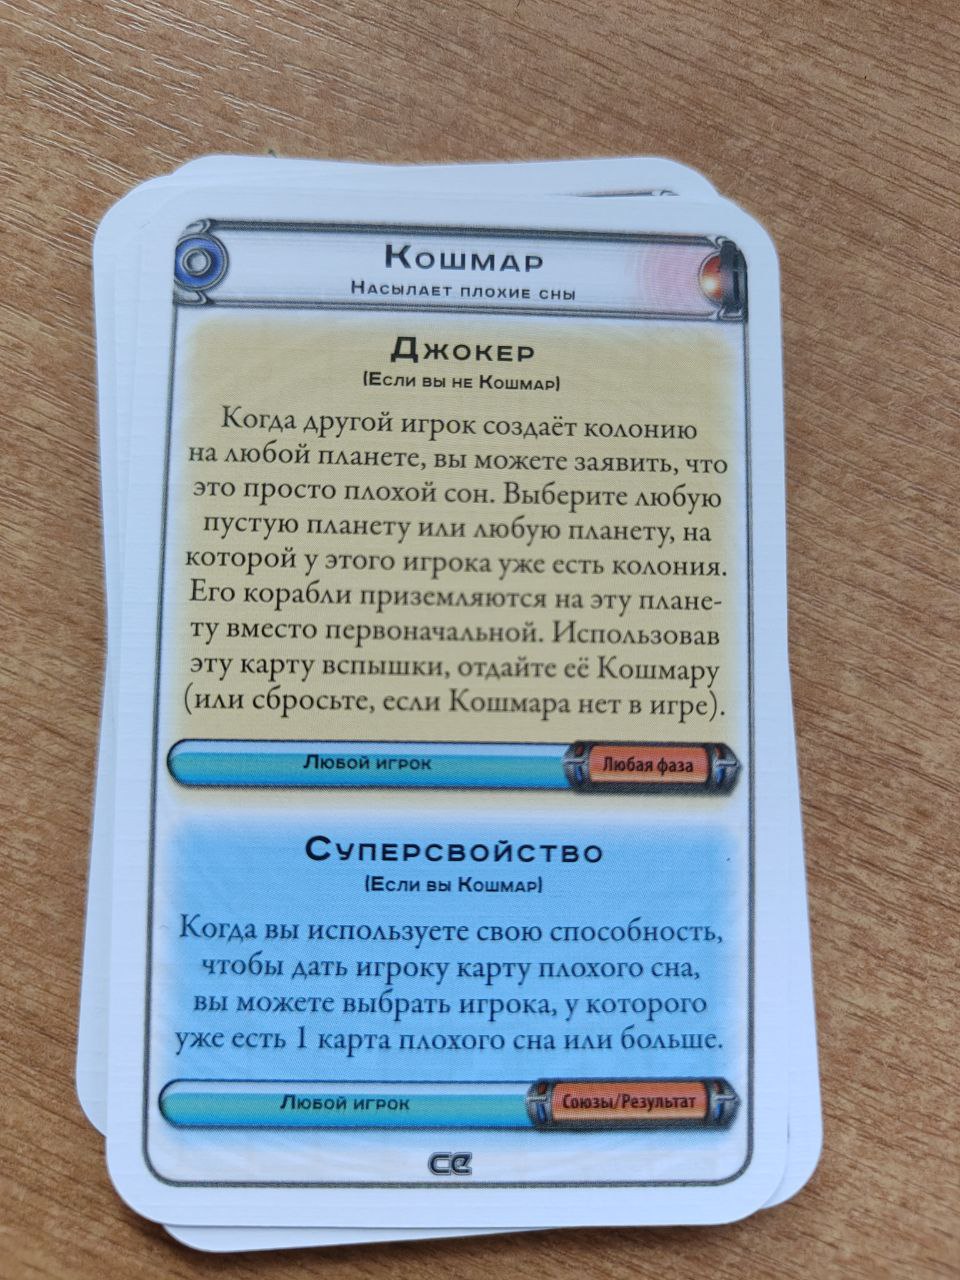 Кошмар
Насылает плохие сны
Джокер
(Если вы не Кошмар)
Когда другой игрок создаёт колонию
на любой планете, вы можете заявить, что
это просто плохой сон. Выберите любую
пустую планету или любую планету, на
которой у этого игрока уже есть колония.
Его корабли приземляются на эту плане-
ту вместо первоначальной. Использовав
эту карту вспышки, отдайте её Кошмару
(или сбросьте, если Кошмара нет в игре).
Любой игрок
Любая фаза
Суперсвойство
(Если вы Кошмар)
Когда вы используете свою способность,
чтобы дать игроку карту плохого сна,
вы можете выбрать игрока, у которого
уже есть 1 карта плохого сна или больше.
Любой игрок
Союзы/Результат